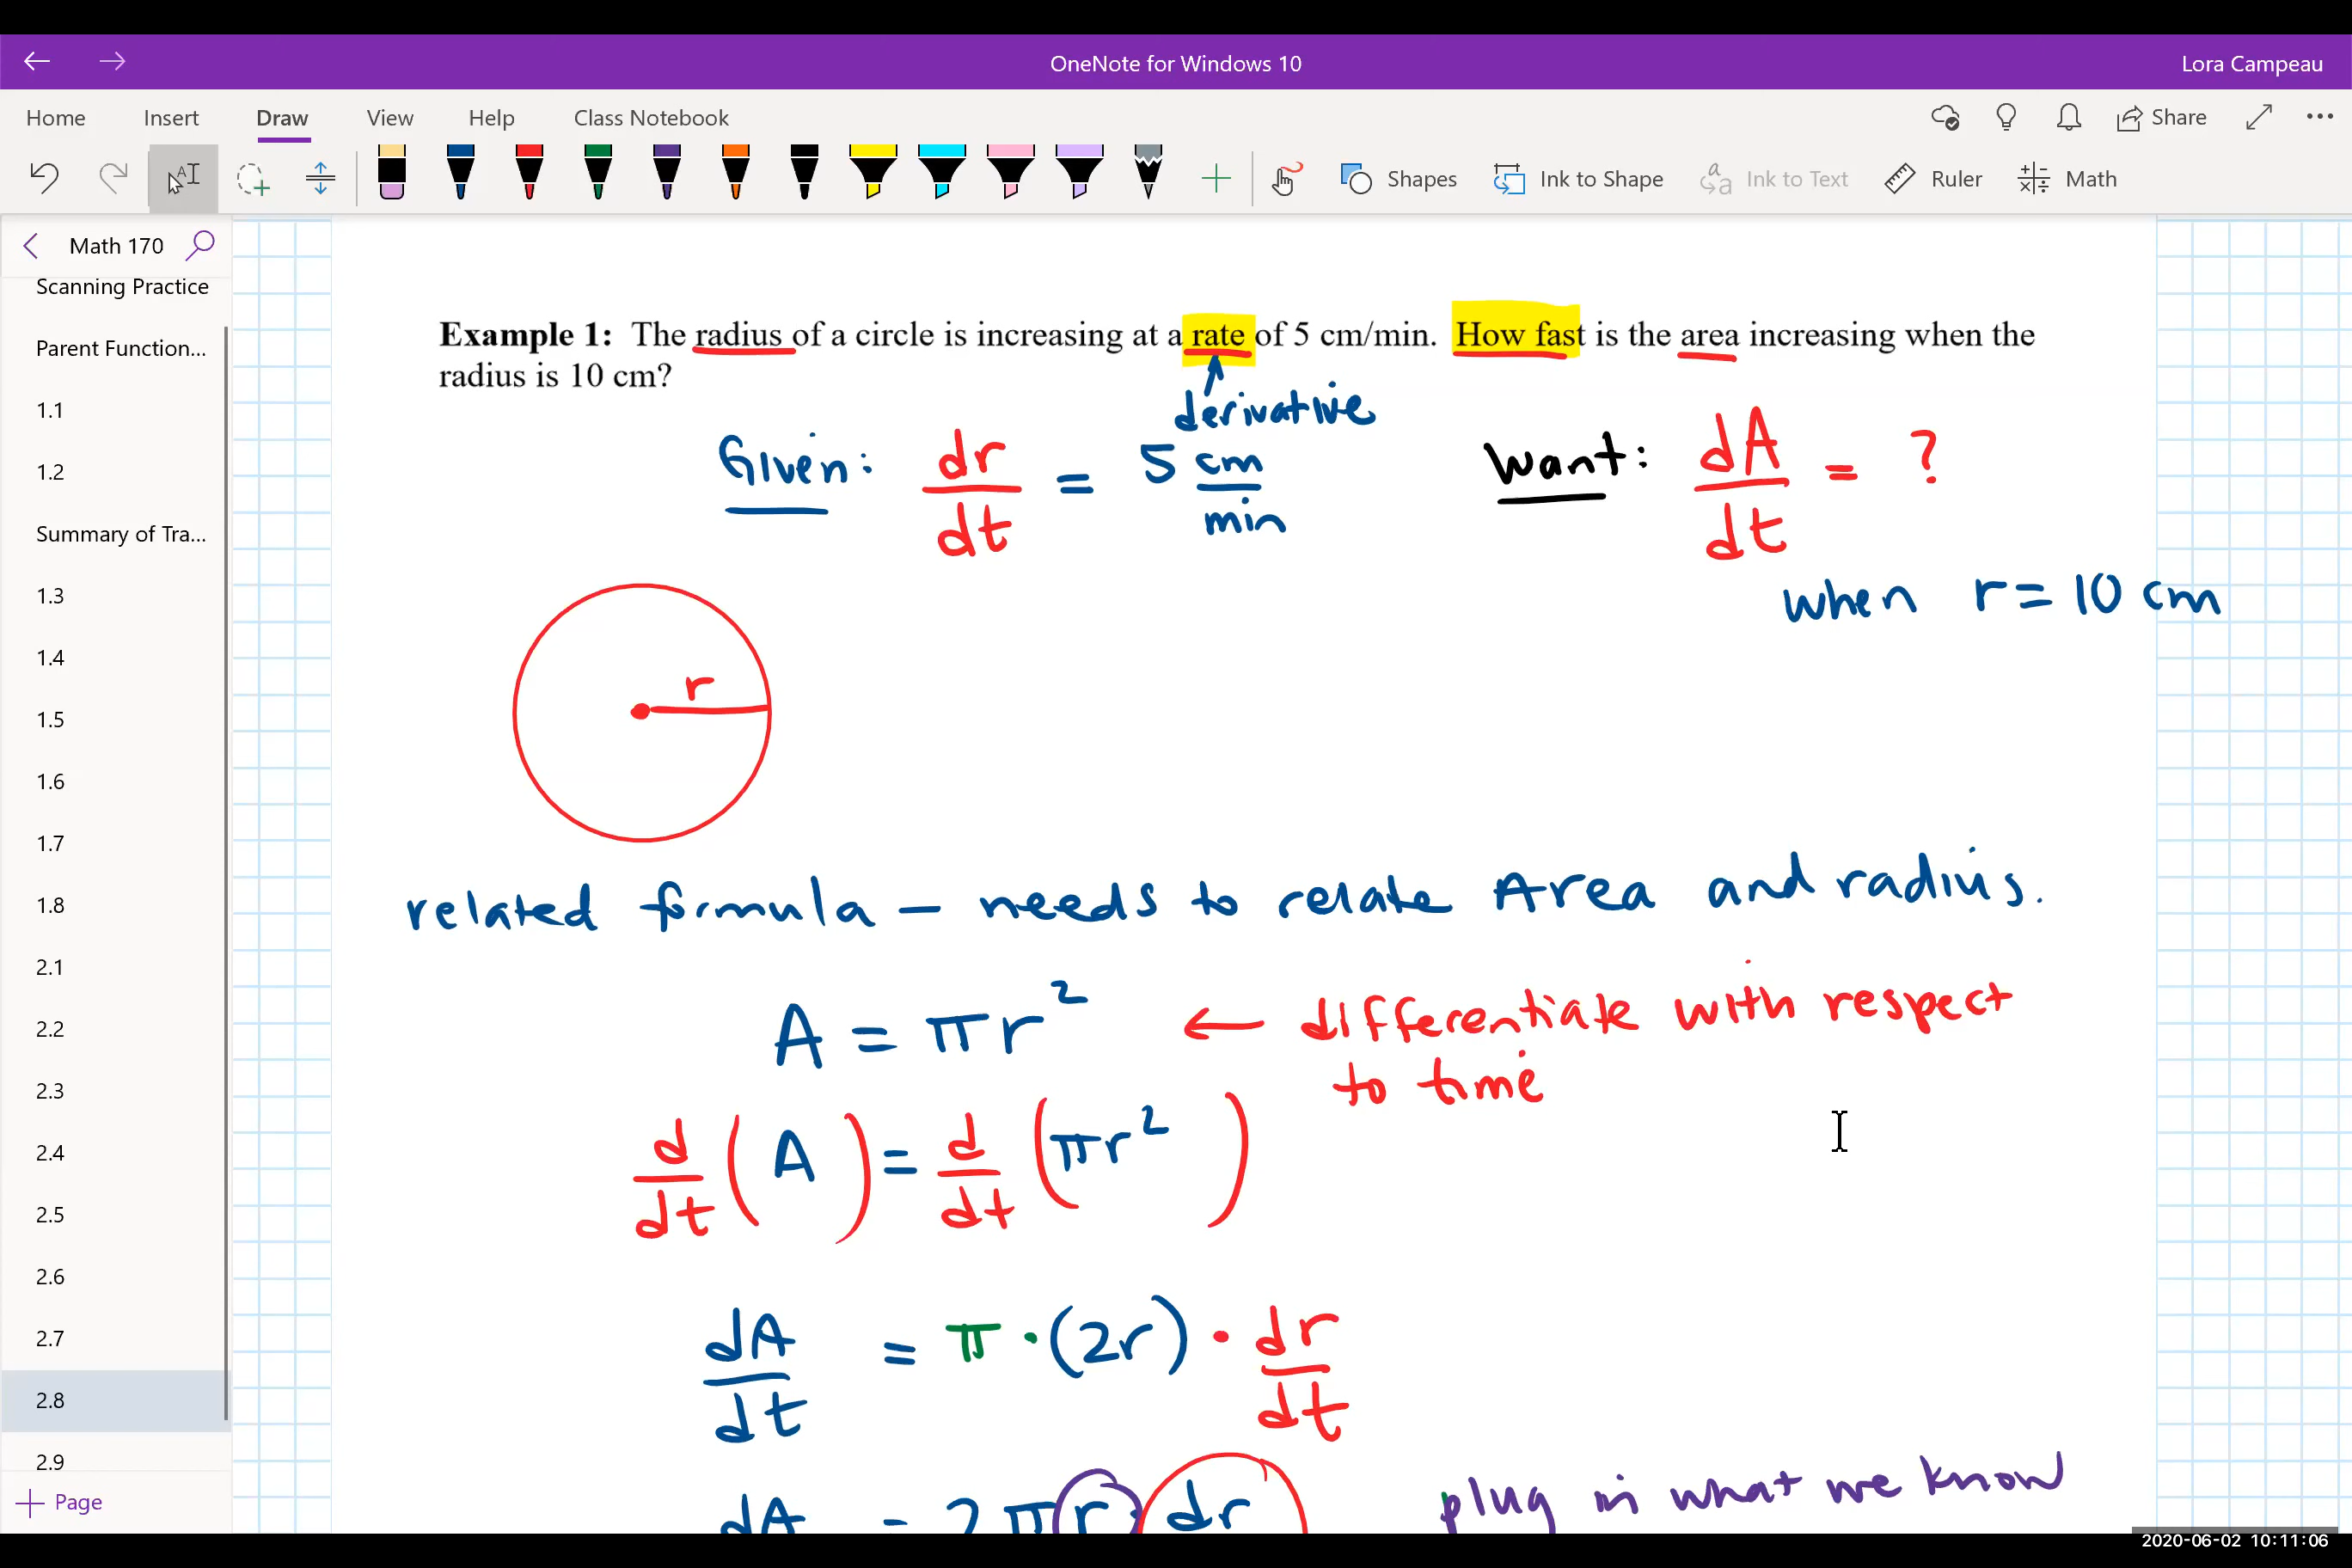 OneNote for Windows 10
Lora Campeau
Home Insert Draw View Help Class Notebook
Share
Shapes Ink to Shape Ink to Text Ruler Math
Math 170
Scanning Practice
Parent Function...
1.1
1.2
Summary of Tra...
1.3
1.4
1.5
1.6
1.7
1.8
2.1
2.2
2.3
2.4
2.5
2.6
2.7
2.8
2.9
+ Page
Example 1: The radius of a circle is increasing at a rate of 5 cm/min. How fast is the area increasing when the
radius is 10 cm?
derivative
Given: dr/dt = 5 cm/min
Want: dA/dt = ?
when r = 10 cm
r
related formula — needs to relate Area and radius.
A = πr² ← differentiate with respect
to time
d/dt (A) = d/dt (πr²)
dA/dt = π · (2r) · dr/dt
dA = 2πr dr
plug in what we know
2020-06-02 10:11:06